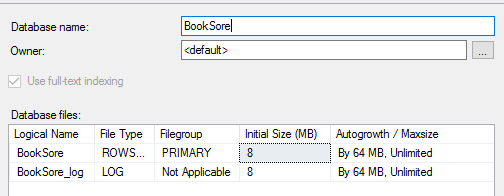 Database name: BookSore
Owner: <default> ...
Use full-text indexing
Database files:
Logical Name File Type Filegroup Initial Size (MB) Autogrowth / Maxsize
BookSore ROWS... PRIMARY 8 By 64 MB, Unlimited
BookSore_log LOG Not Applicable 8 By 64 MB, Unlimited